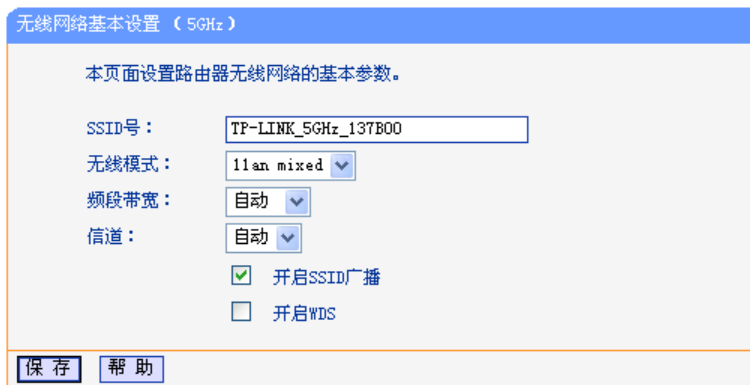 无线网络基本设置 （5GHz）
本页面设置路由器无线网络的基本参数。
SSID号： TP-LINK_5GHz_137B00
无线模式： 11an mixed
频段带宽： 自动
信道： 自动
开启SSID广播
开启WDS
保 存 帮 助